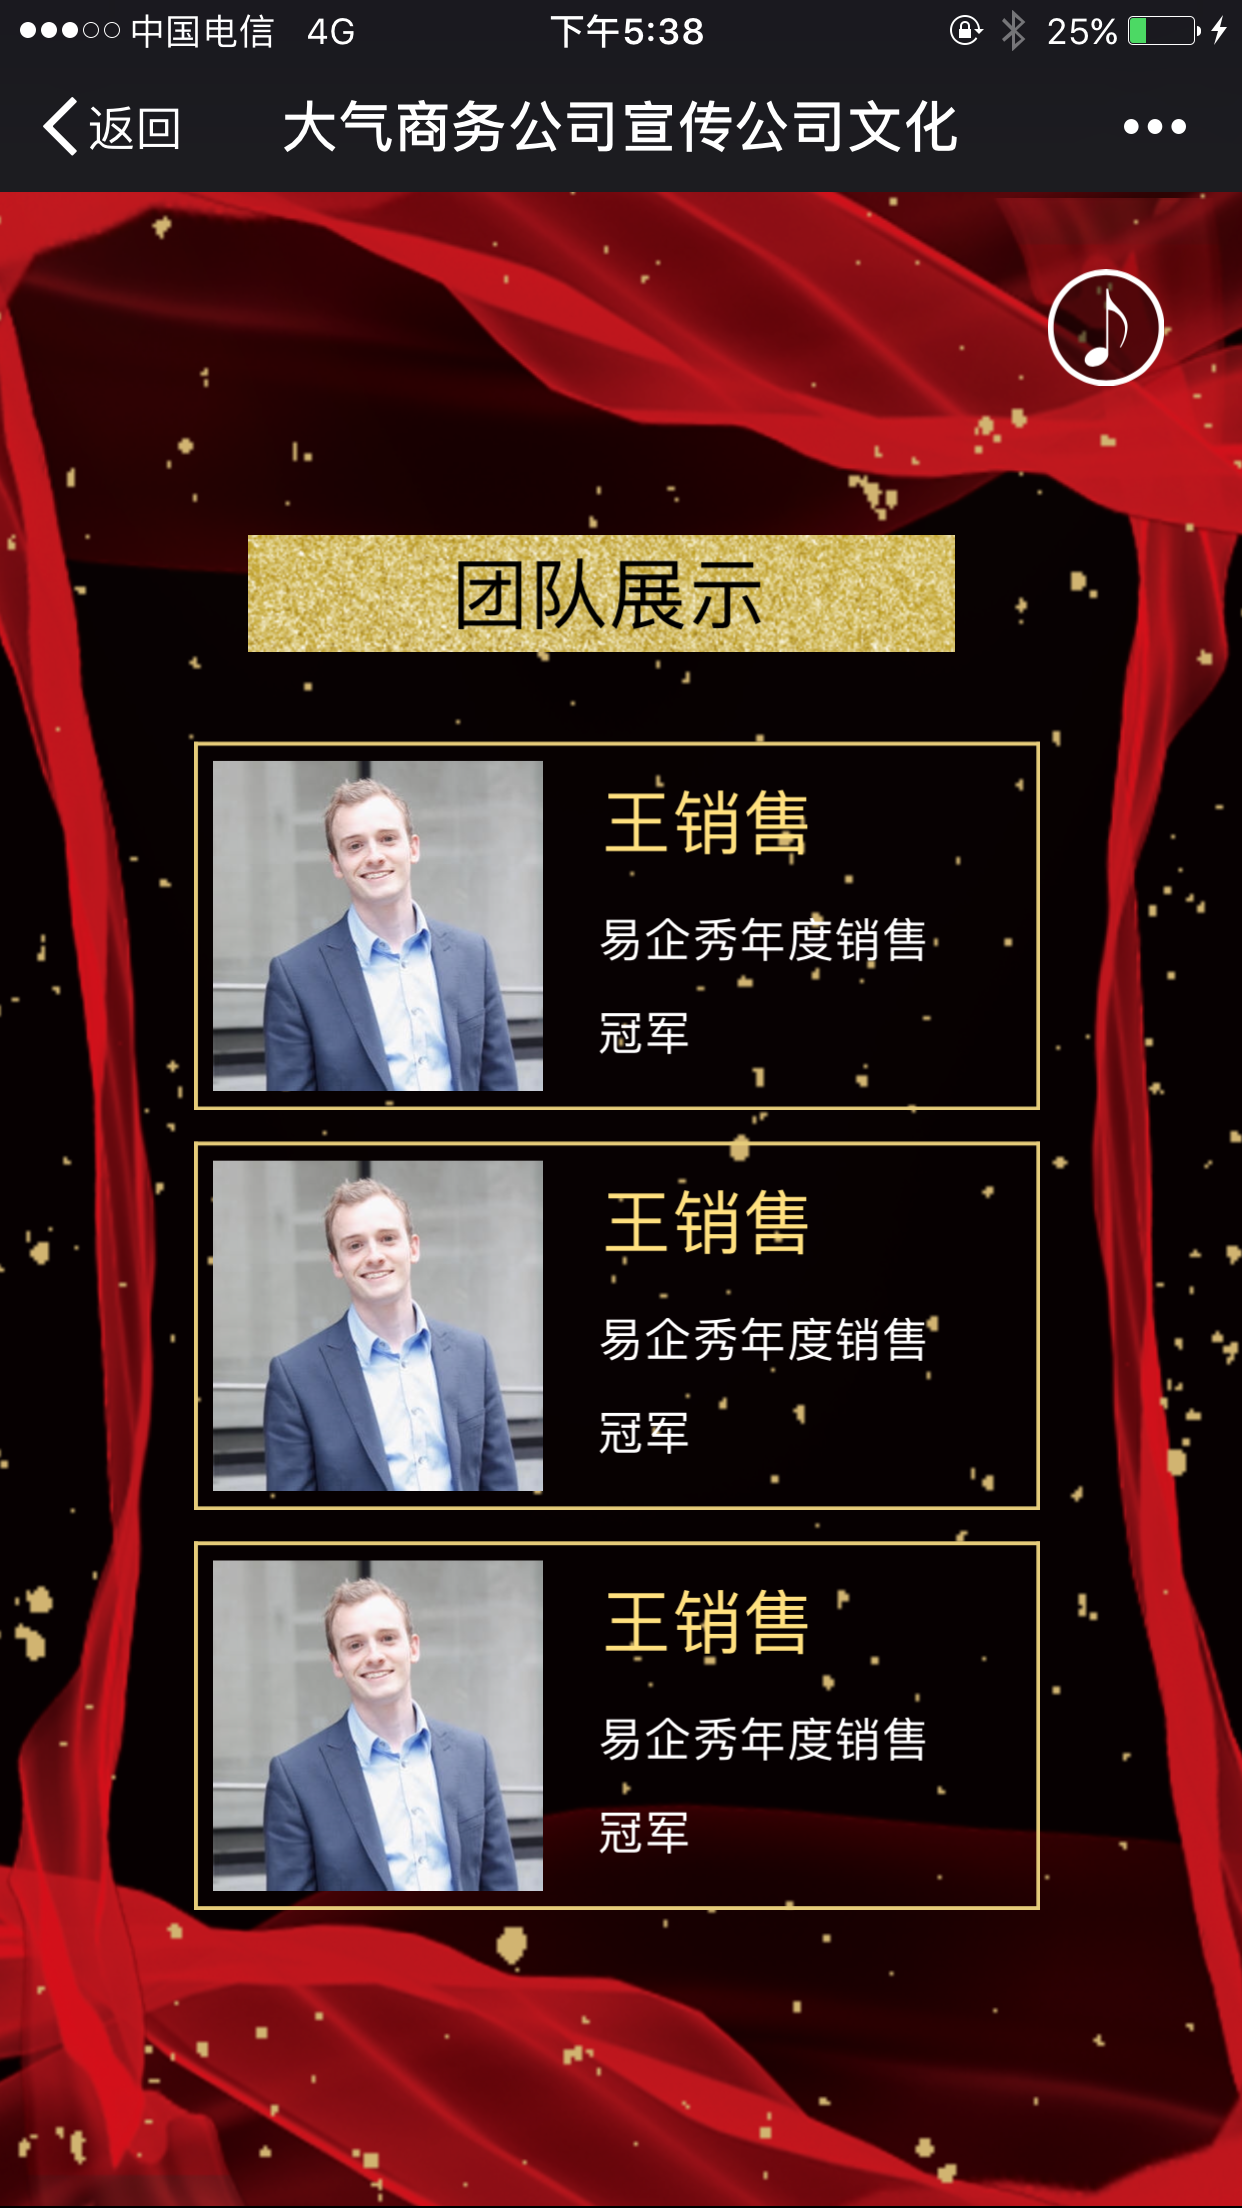 中国电信 4G 下午5:38 25%
返回 大气商务公司宣传公司文化
团队展示
王销售
易企秀年度销售
冠军
王销售
易企秀年度销售
冠军
王销售
易企秀年度销售
冠军